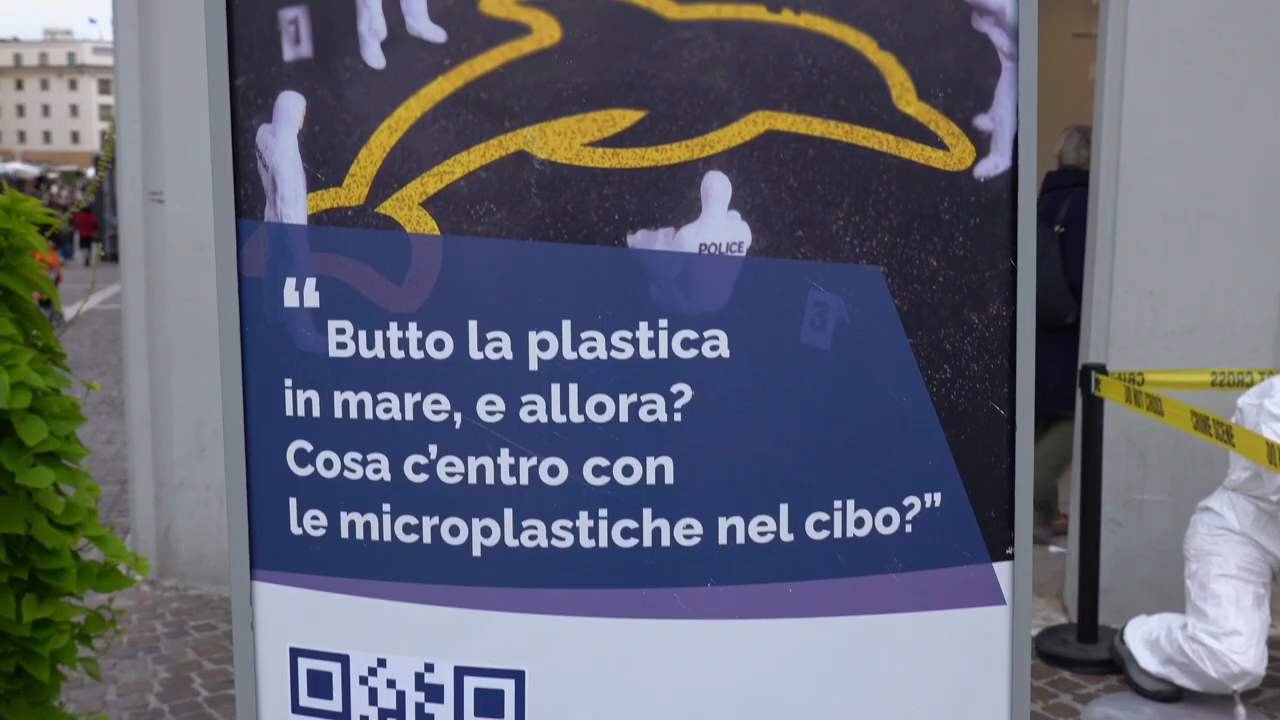 1
POLICE
3
“
Butto la plastica
in mare, e allora?
Cosa c’entro con
le microplastiche nel cibo?”
DO NOT CROSS
CRIME SCENE